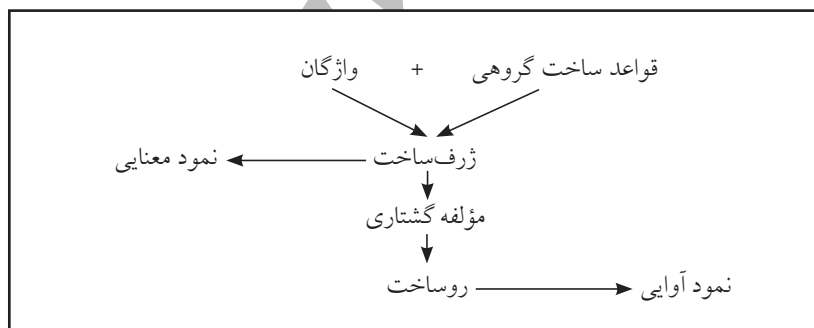 قواعد ساخت گروهی + واژگان
ژرف‌ساخت نمود معنایی
مؤلفه گشتاری
روساخت نمود آوایی